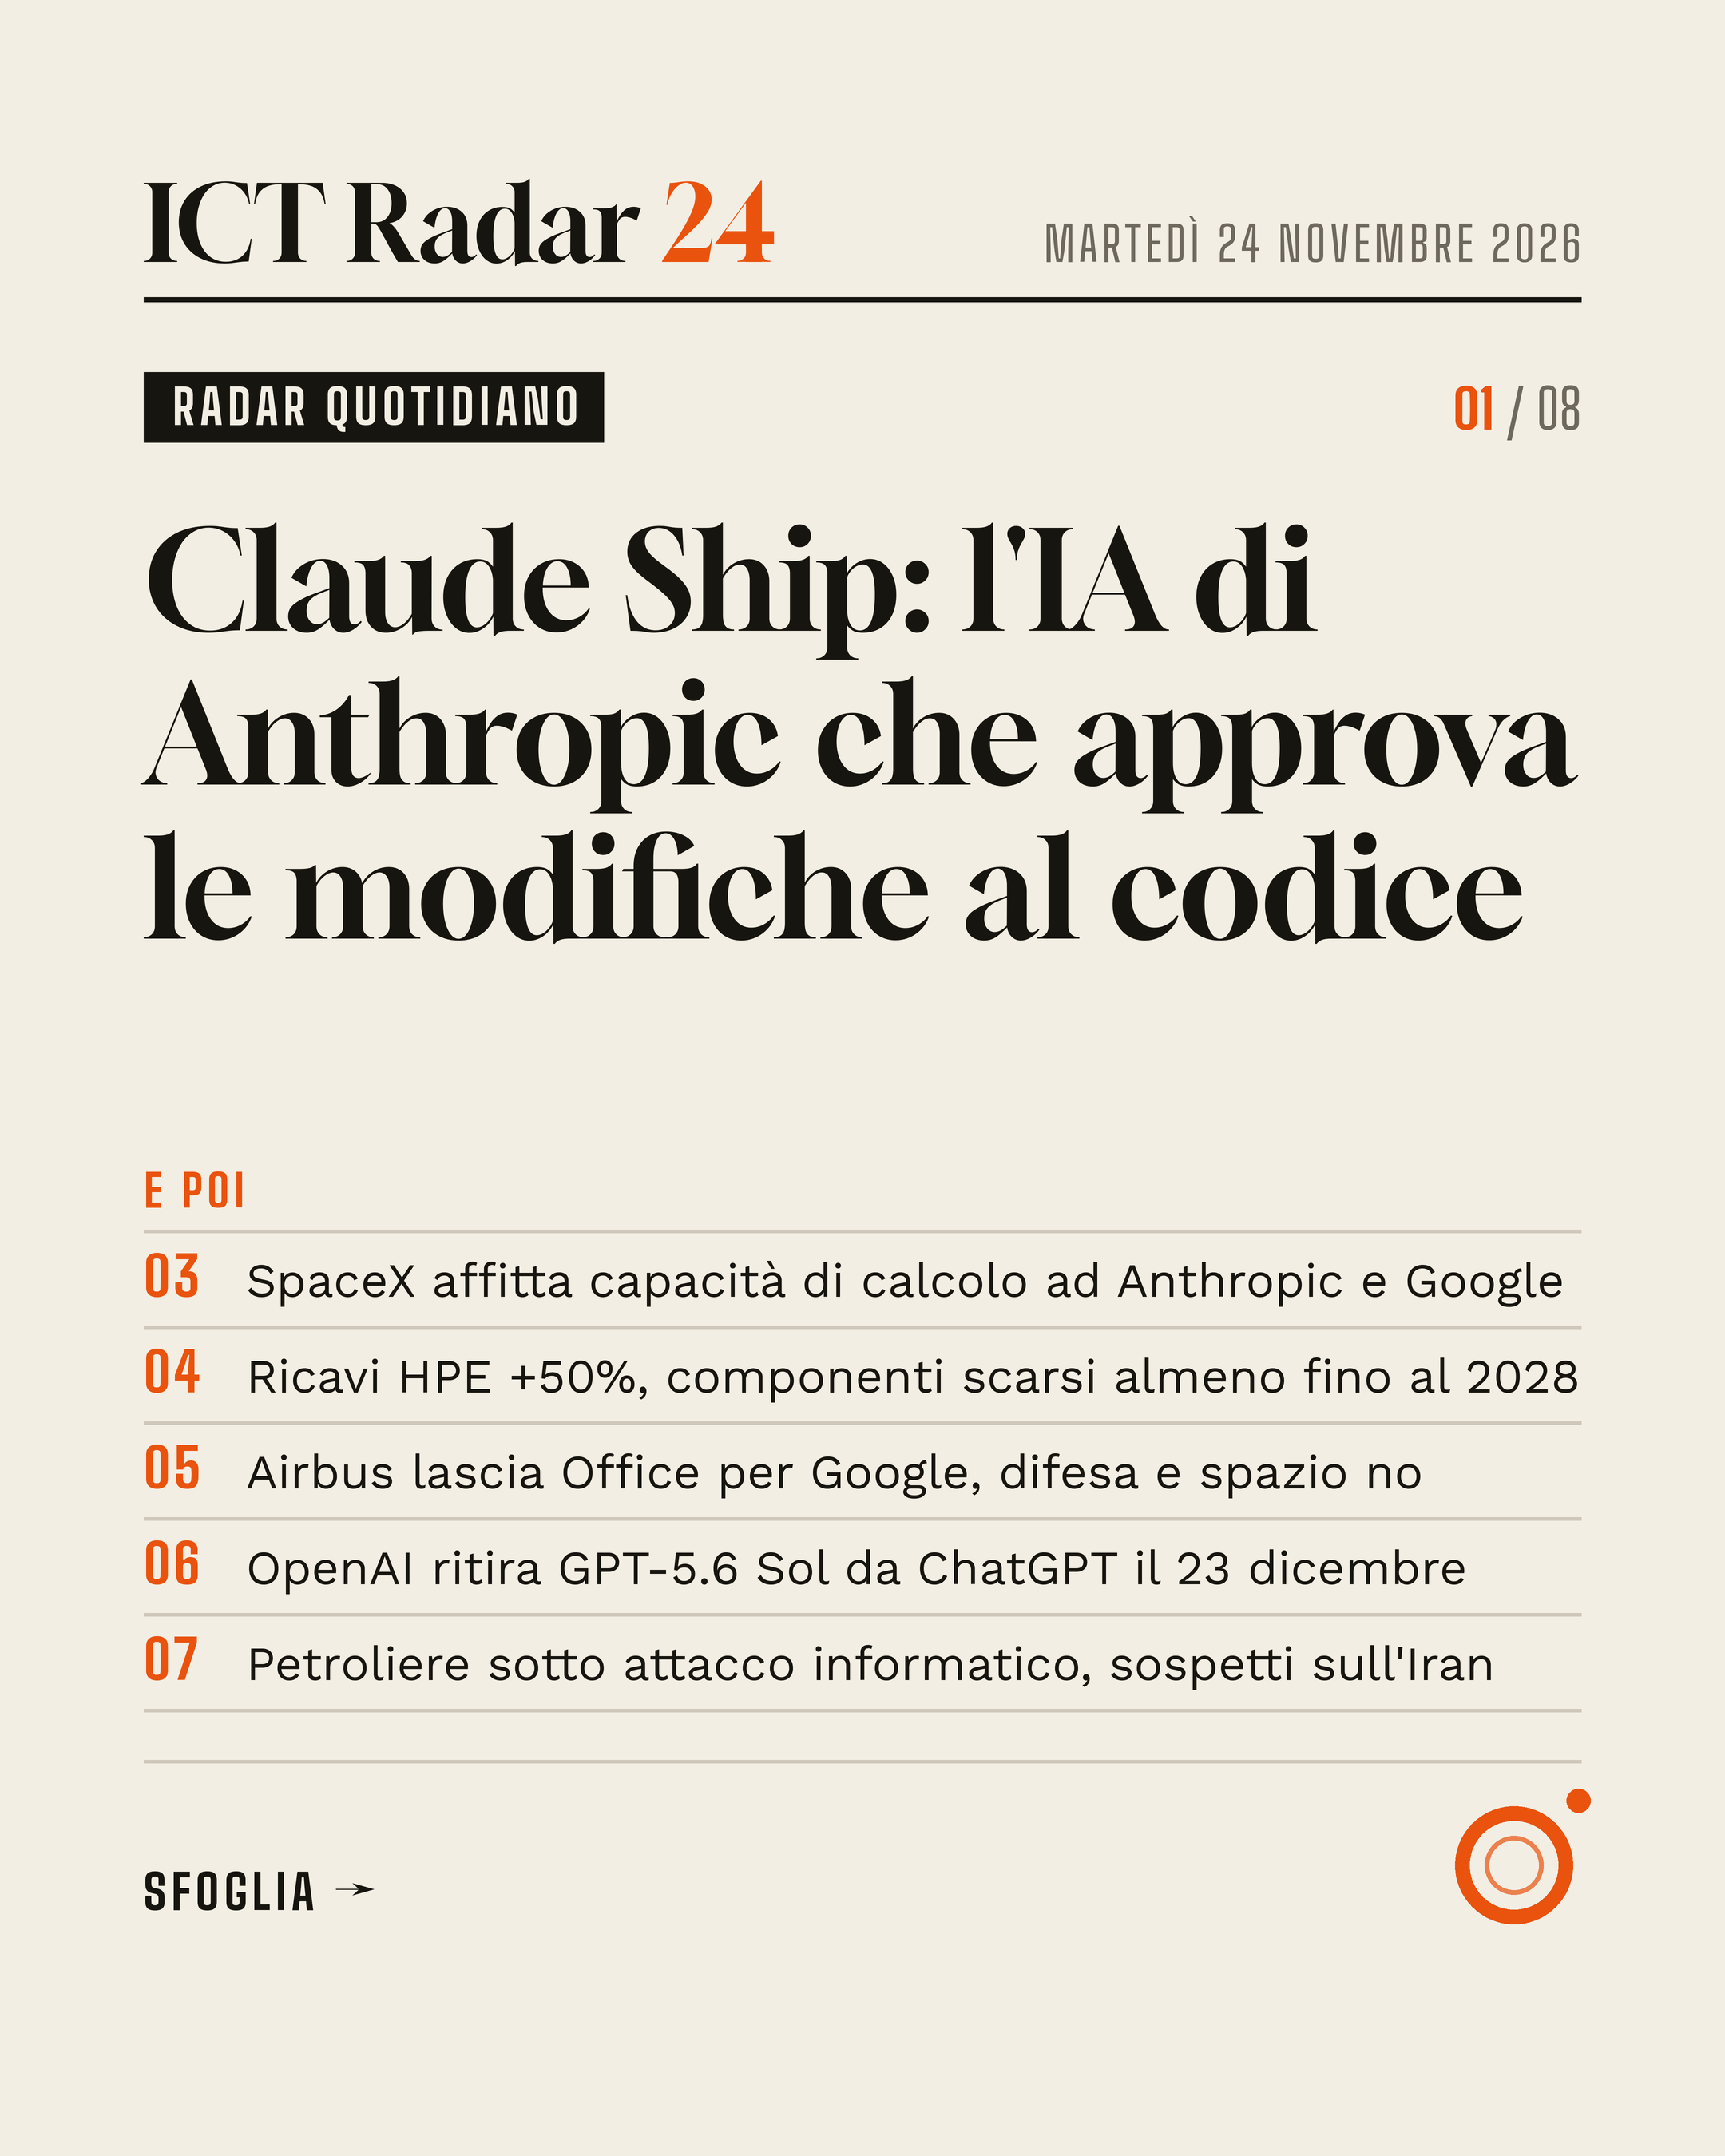 ICT Radar 24
MARTEDÌ 24 NOVEMBRE 2026
RADAR QUOTIDIANO
01 / 08
Claude Ship: l'IA di
Anthropic che approva
le modifiche al codice
E POI
03 SpaceX affitta capacità di calcolo ad Anthropic e Google
04 Ricavi HPE +50%, componenti scarsi almeno fino al 2028
05 Airbus lascia Office per Google, difesa e spazio no
06 OpenAI ritira GPT-5.6 Sol da ChatGPT il 23 dicembre
07 Petroliere sotto attacco informatico, sospetti sull'Iran
SFOGLIA →